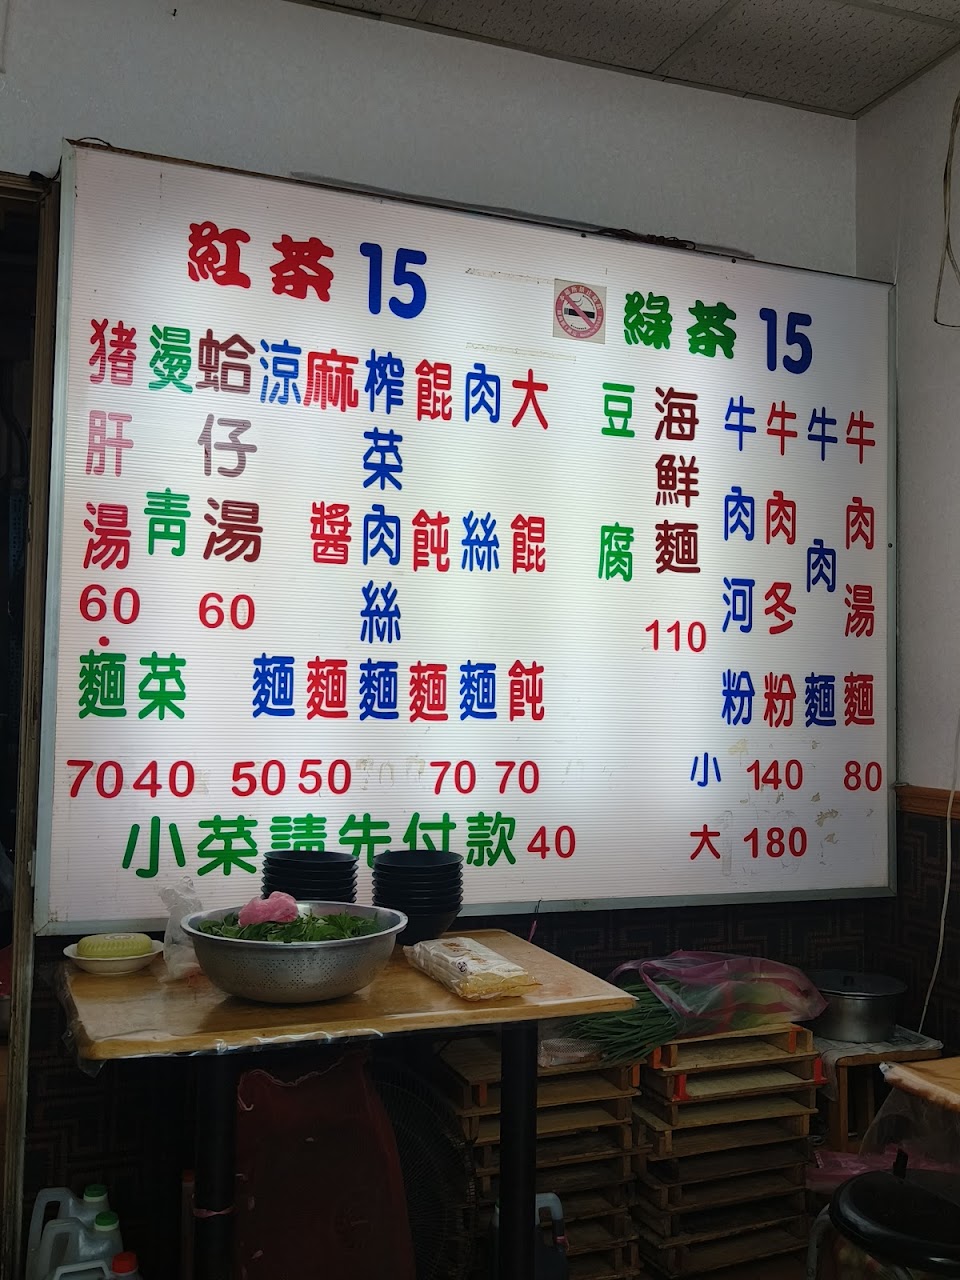 紅茶 15
綠茶 15
牛肉湯麵 80
牛肉麵
牛肉冬粉
牛肉河粉
小 140
大 180
海鮮麵 110
豆腐
大餛飩 70
肉絲麵 70
餛飩麵
榨菜肉絲麵
麻醬麵 50
涼麵 50
蛤仔湯 60
燙青菜 40
猪肝湯 60
麵 70
小菜請先付款 40